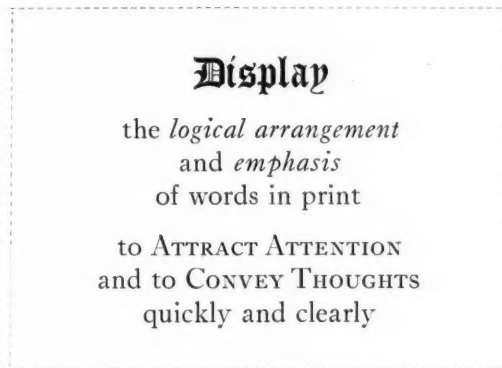 Display
the logical arrangement
and emphasis
of words in print
to ATTRACT ATTENTION
and to CONVEY THOUGHTS
quickly and clearly